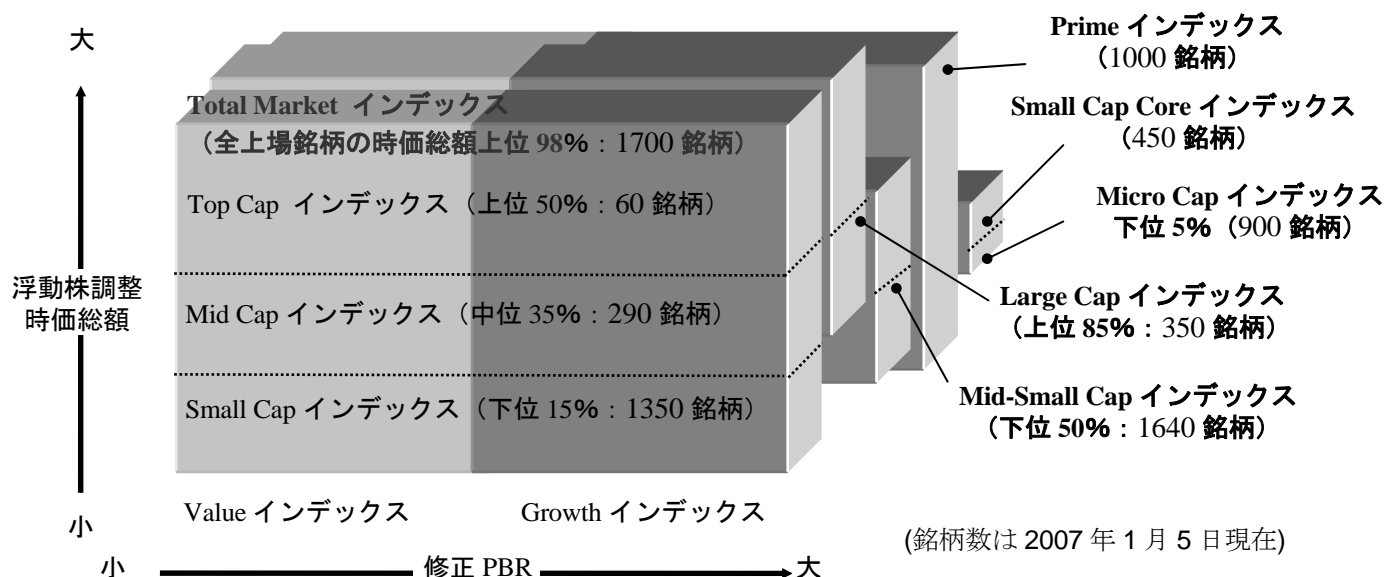 大
Total Market インデックス
（全上場銘柄の時価総額上位 98%：1700 銘柄）
Top Cap インデックス（上位 50%：60 銘柄）
Mid Cap インデックス（中位 35%：290 銘柄）
Small Cap インデックス（下位 15%：1350 銘柄）
浮動株調整
時価総額
小
Value インデックス
Growth インデックス
小
修正 PBR
大
Prime インデックス
（1000 銘柄）
Small Cap Core インデックス
（450 銘柄）
Micro Cap インデックス
下位 5%（900 銘柄）
Large Cap インデックス
（上位 85%：350 銘柄）
Mid-Small Cap インデックス
（下位 50%：1640 銘柄）
(銘柄数は 2007 年 1 月 5 日現在)